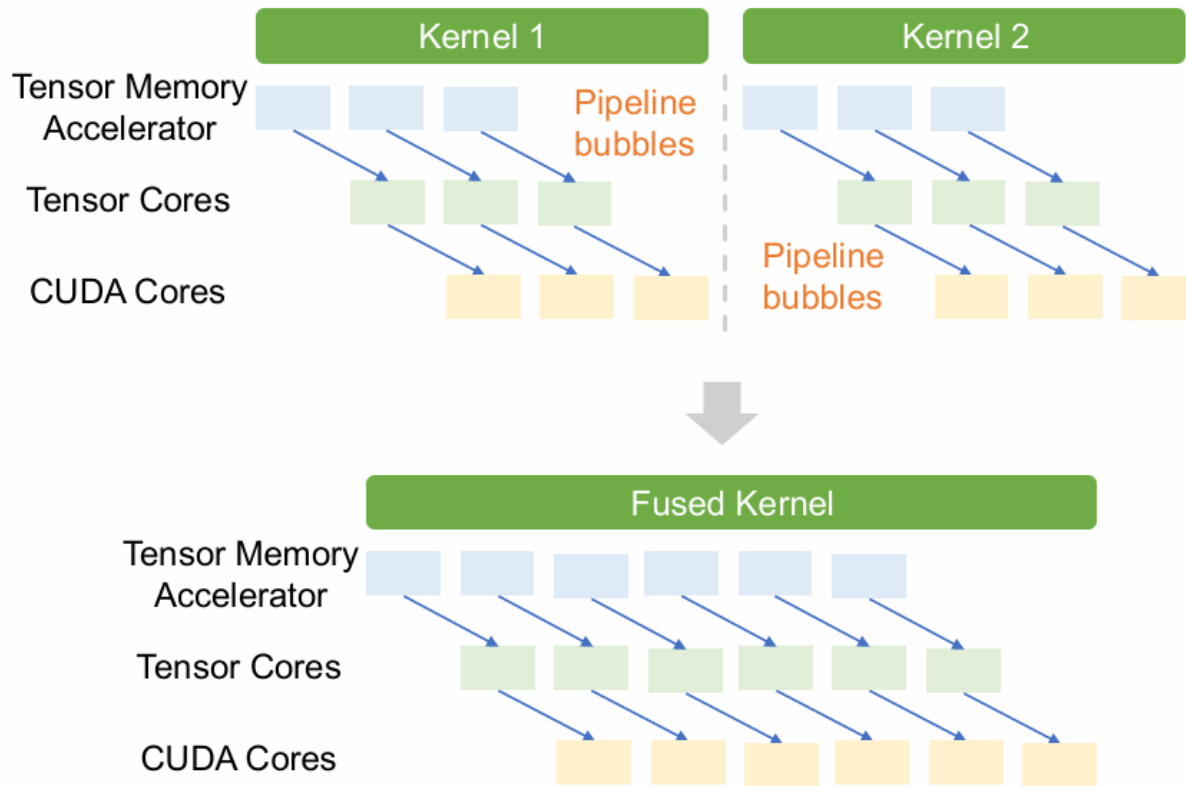 Kernel 1
Kernel 2
Tensor Memory
Accelerator
Pipeline
bubbles
Tensor Cores
Pipeline
bubbles
CUDA Cores
Fused Kernel
Tensor Memory
Accelerator
Tensor Cores
CUDA Cores